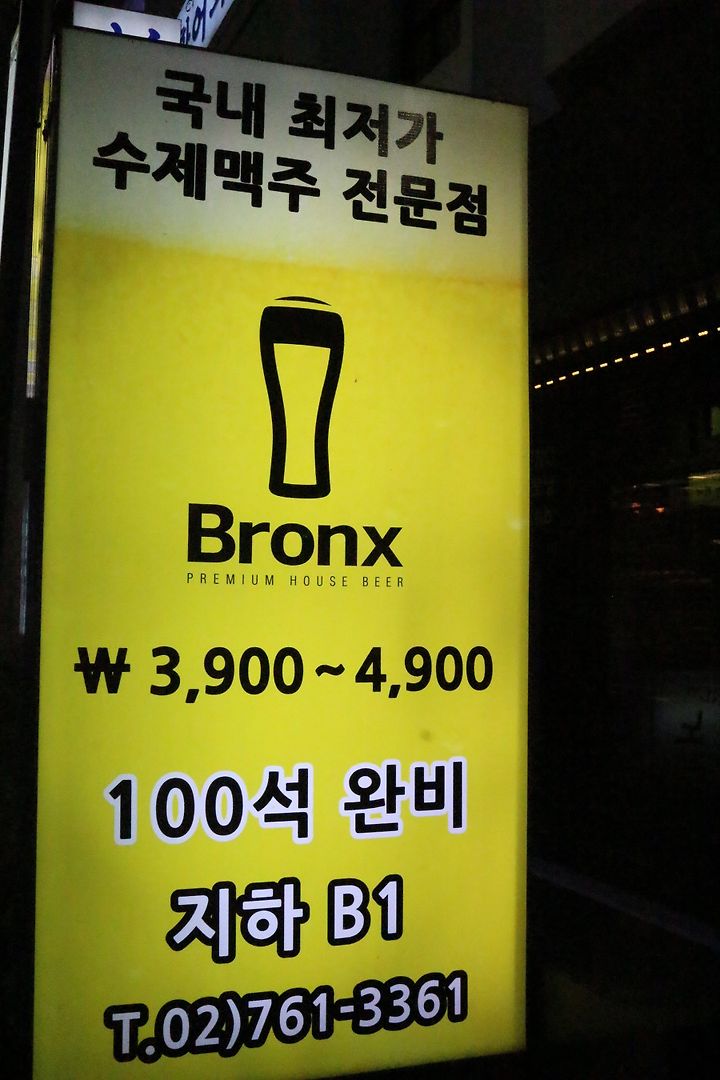 국내 최저가
수제맥주 전문점
Bronx
PREMIUM HOUSE BEER
₩ 3,900 ~ 4,900
100석 완비
지하 B1
T.02)761-3361